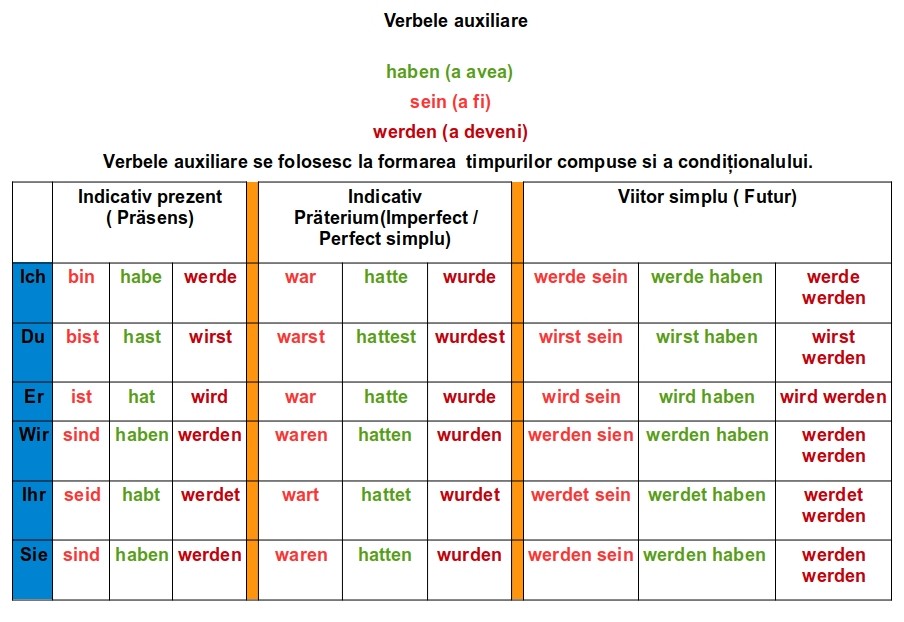 Verbele auxiliare
haben (a avea)
sein (a fi)
werden (a deveni)
Verbele auxiliare se folosesc la formarea timpurilor compuse si a condiționalului.
Indicativ prezent
( Präsens)
Indicativ
Präterium(Imperfect /
Perfect simplu)
Viitor simplu ( Futur)
Ich bin habe werde war hatte wurde werde sein werde haben werde
werden
Du bist hast wirst warst hattest wurdest wirst sein wirst haben wirst
werden
Er ist hat wird war hatte wurde wird sein wird haben wird werden
Wir sind haben werden waren hatten wurden werden sien werden haben werden
werden
Ihr seid habt werdet wart hattet wurdet werdet sein werdet haben werdet
werden
Sie sind haben werden waren hatten wurden werden sein werden haben werden
werden